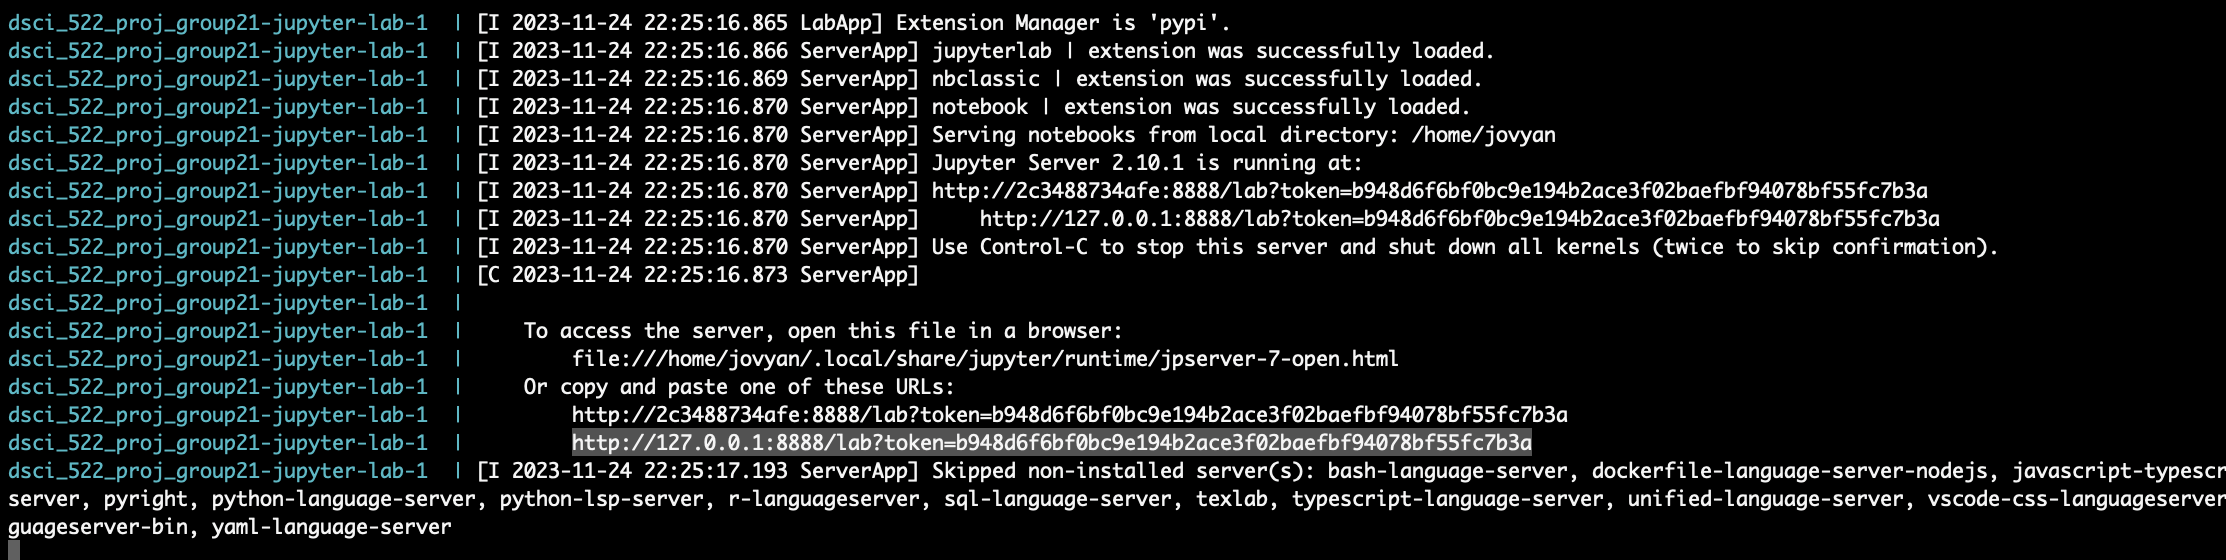 dsci_522_proj_group21-jupyter-lab-1  | [I 2023-11-24 22:25:16.865 LabApp] Extension Manager is 'pypi'.
dsci_522_proj_group21-jupyter-lab-1  | [I 2023-11-24 22:25:16.866 ServerApp] jupyterlab | extension was successfully loaded.
dsci_522_proj_group21-jupyter-lab-1  | [I 2023-11-24 22:25:16.869 ServerApp] nbclassic | extension was successfully loaded.
dsci_522_proj_group21-jupyter-lab-1  | [I 2023-11-24 22:25:16.870 ServerApp] notebook | extension was successfully loaded.
dsci_522_proj_group21-jupyter-lab-1  | [I 2023-11-24 22:25:16.870 ServerApp] Serving notebooks from local directory: /home/jovyan
dsci_522_proj_group21-jupyter-lab-1  | [I 2023-11-24 22:25:16.870 ServerApp] Jupyter Server 2.10.1 is running at:
dsci_522_proj_group21-jupyter-lab-1  | [I 2023-11-24 22:25:16.870 ServerApp] http://2c3488734afe:8888/lab?token=b948d6f6bf0bc9e194b2ace3f02baefbf94078bf55fc7b3a
dsci_522_proj_group21-jupyter-lab-1  | [I 2023-11-24 22:25:16.870 ServerApp]     http://127.0.0.1:8888/lab?token=b948d6f6bf0bc9e194b2ace3f02baefbf94078bf55fc7b3a
dsci_522_proj_group21-jupyter-lab-1  | [I 2023-11-24 22:25:16.870 ServerApp] Use Control-C to stop this server and shut down all kernels (twice to skip confirmation).
dsci_522_proj_group21-jupyter-lab-1  | [C 2023-11-24 22:25:16.873 ServerApp]
dsci_522_proj_group21-jupyter-lab-1  |
dsci_522_proj_group21-jupyter-lab-1  |     To access the server, open this file in a browser:
dsci_522_proj_group21-jupyter-lab-1  |         file:///home/jovyan/.local/share/jupyter/runtime/jpserver-7-open.html
dsci_522_proj_group21-jupyter-lab-1  |     Or copy and paste one of these URLs:
dsci_522_proj_group21-jupyter-lab-1  |         http://2c3488734afe:8888/lab?token=b948d6f6bf0bc9e194b2ace3f02baefbf94078bf55fc7b3a
dsci_522_proj_group21-jupyter-lab-1  |         http://127.0.0.1:8888/lab?token=b948d6f6bf0bc9e194b2ace3f02baefbf94078bf55fc7b3a
dsci_522_proj_group21-jupyter-lab-1  | [I 2023-11-24 22:25:17.193 ServerApp] Skipped non-installed server(s): bash-language-server, dockerfile-language-server-nodejs, javascript-typescr
server, pyright, python-language-server, python-lsp-server, r-languageserver, sql-language-server, texlab, typescript-language-server, unified-language-server, vscode-css-languageserver
guageserver-bin, yaml-language-server